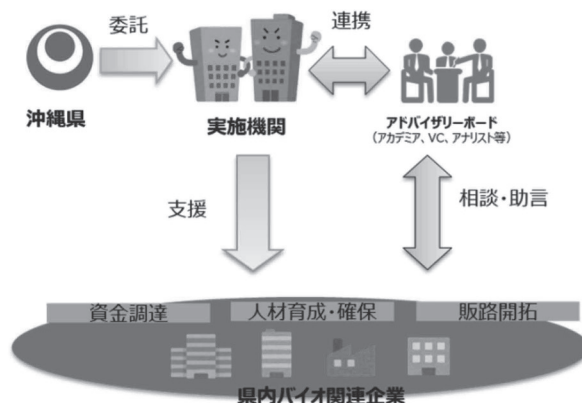 委託
連携
沖縄県
実施機関
アドバイザリーボード
（アカデミア、VC、アナリスト等）
支援
相談・助言
資金調達
人材育成・確保
販路開拓
県内バイオ関連企業